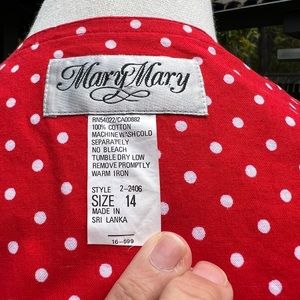 Mary Mary
RN54022/CA00882
100% COTTON
MACHINE WASH COLD
SEPARATELY
NO BLEACH
TUMBLE DRY LOW
REMOVE PROMPTLY
WARM IRON
STYLE 2-2406
SIZE 14
MADE IN
SRI LANKA
16-599